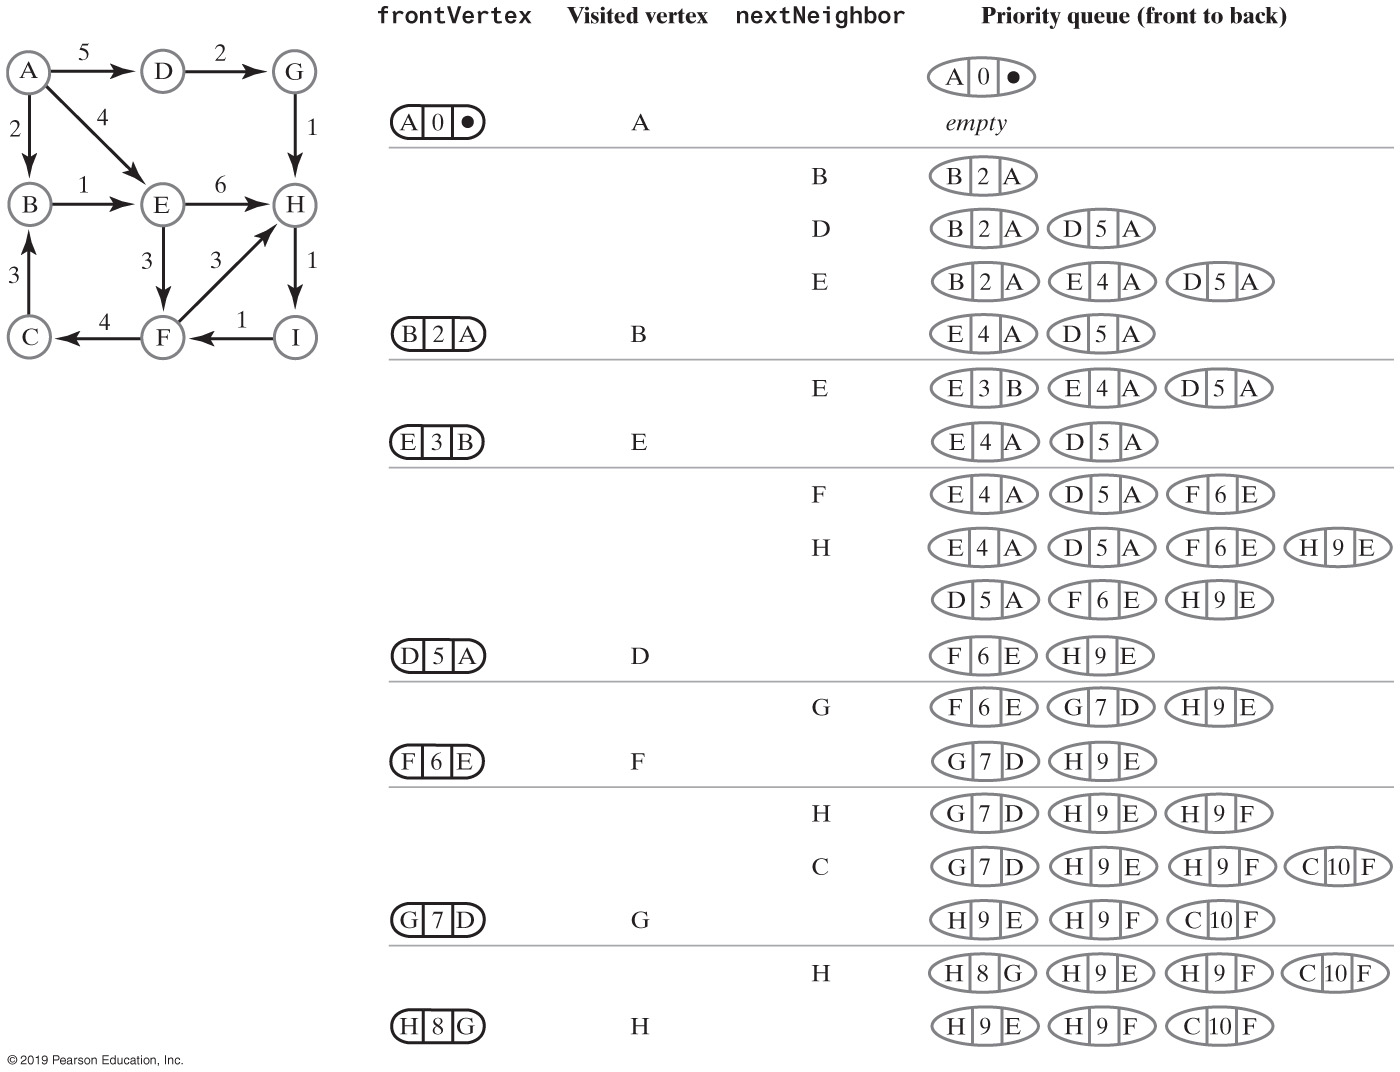 frontVertex Visited vertex nextNeighbor Priority queue (front to back)
A 5 D 2 G
2 4 1
B 1 E 6 H
3 3 3 1
C 4 F 1 I
A 0 •
A 0 • A empty
B B 2 A
D B 2 A D 5 A
E B 2 A E 4 A D 5 A
B 2 A B E 4 A D 5 A
E E 3 B E 4 A D 5 A
E 3 B E E 4 A D 5 A
F E 4 A D 5 A F 6 E
H E 4 A D 5 A F 6 E H 9 E
D 5 A F 6 E H 9 E
D 5 A D F 6 E H 9 E
G F 6 E G 7 D H 9 E
F 6 E F G 7 D H 9 E
H G 7 D H 9 E H 9 F
C G 7 D H 9 E H 9 F C 10 F
G 7 D G H 9 E H 9 F C 10 F
H H 8 G H 9 E H 9 F C 10 F
H 8 G H H 9 E H 9 F C 10 F
© 2019 Pearson Education, Inc.